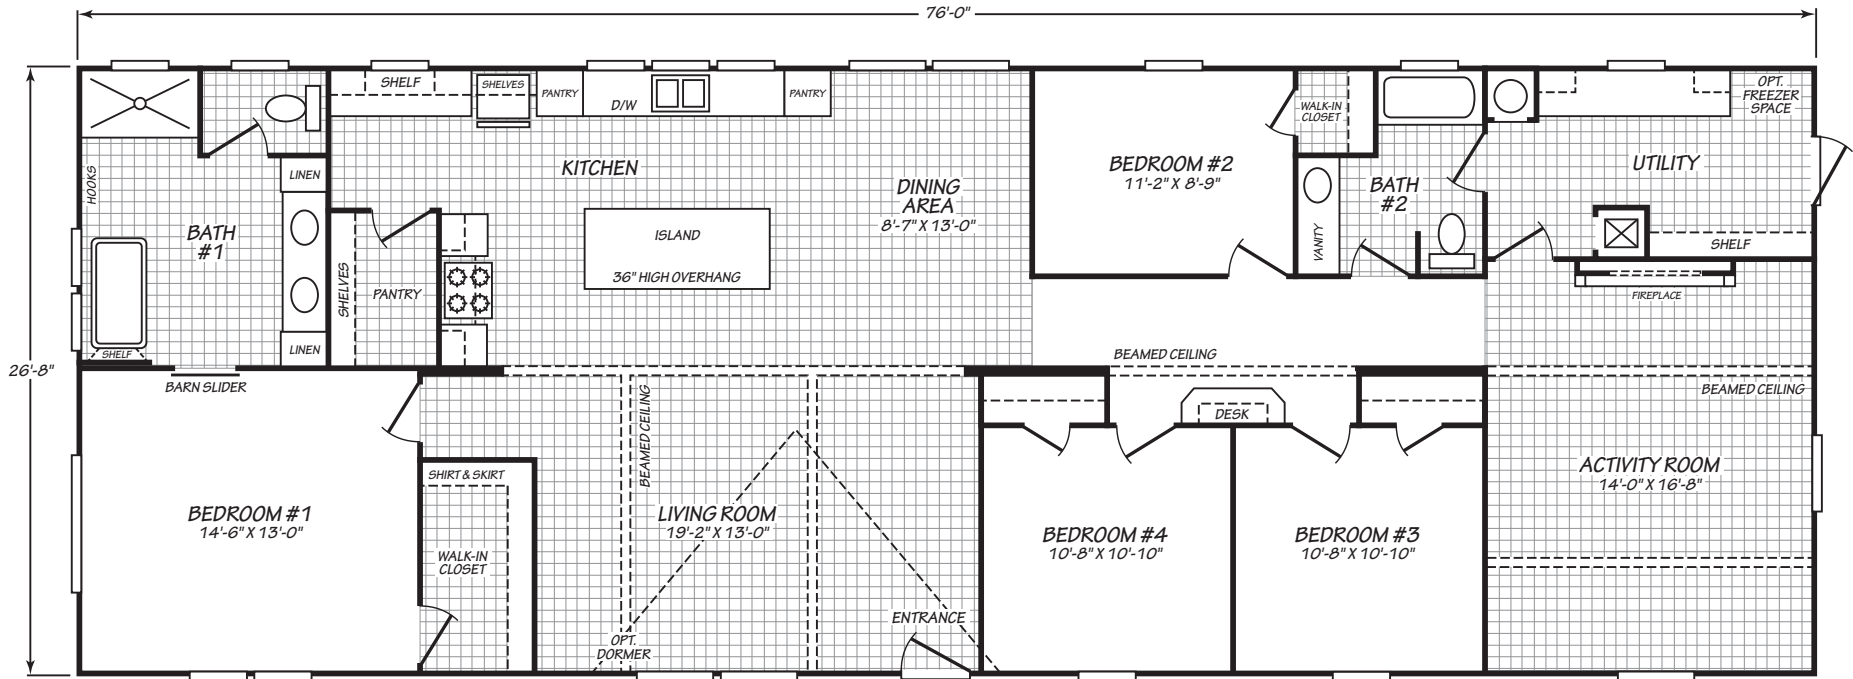 76'-0"
26'-8"
SHELF
SHELVES
PANTRY
D/W
PANTRY
WALK-IN
CLOSET
OPT.
FREEZER
SPACE
HOOKS
LINEN
KITCHEN
DINING
AREA
8'-7" X 13'-0"
BEDROOM #2
11'-2" X 8'-9"
BATH
#2
VANITY
UTILITY
SHELF
BATH
#1
ISLAND
36" HIGH OVERHANG
SHELVES
PANTRY
FIREPLACE
SHELF
LINEN
BARN SLIDER
BEAMED CEILING
BEAMED CEILING
BEAMED CEILING
DESK
SHIRT & SKIRT
BEDROOM #1
14'-6" X 13'-0"
WALK-IN
CLOSET
LIVING ROOM
19'-2" X 13'-0"
BEDROOM #4
10'-8" X 10'-10"
BEDROOM #3
10'-8" X 10'-10"
ACTIVITY ROOM
14'-0" X 16'-8"
OPT.
DORMER
ENTRANCE